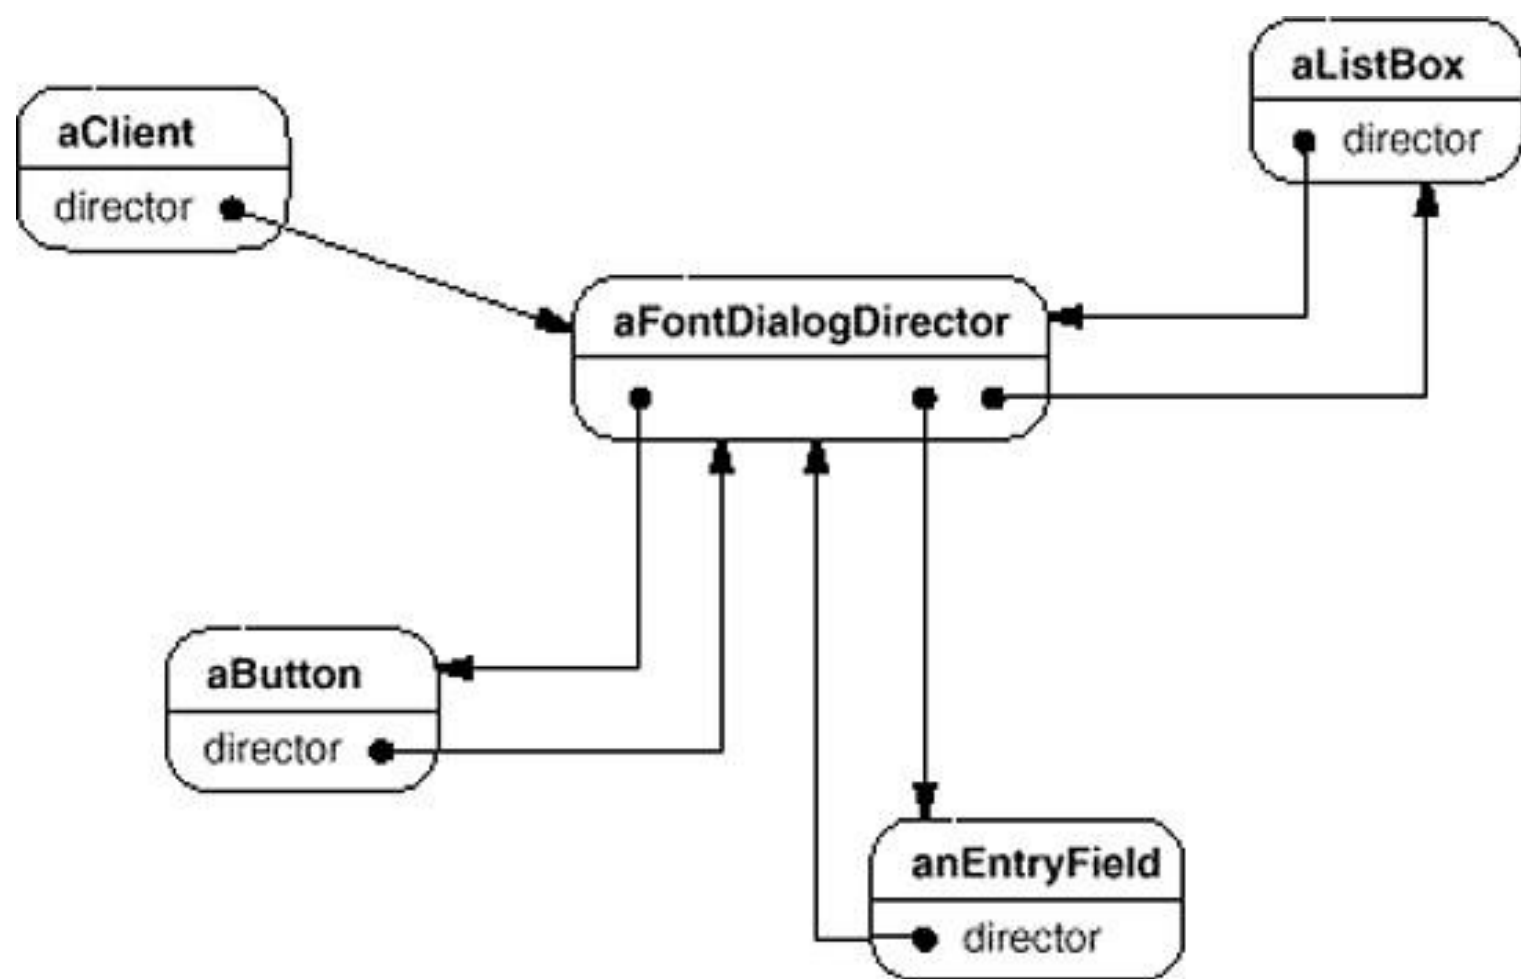 aListBox
director
aClient
director
aFontDialogDirector
aButton
director
anEntryField
director